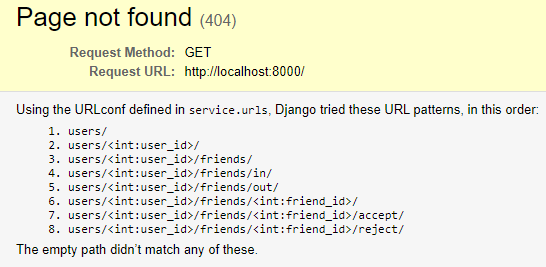 Page not found (404)
Request Method: GET
Request URL: http://localhost:8000/
Using the URLconf defined in service.urls, Django tried these URL patterns, in this order:
1. users/
2. users/<int:user_id>/
3. users/<int:user_id>/friends/
4. users/<int:user_id>/friends/in/
5. users/<int:user_id>/friends/out/
6. users/<int:user_id>/friends/<int:friend_id>/
7. users/<int:user_id>/friends/<int:friend_id>/accept/
8. users/<int:user_id>/friends/<int:friend_id>/reject/
The empty path didn’t match any of these.